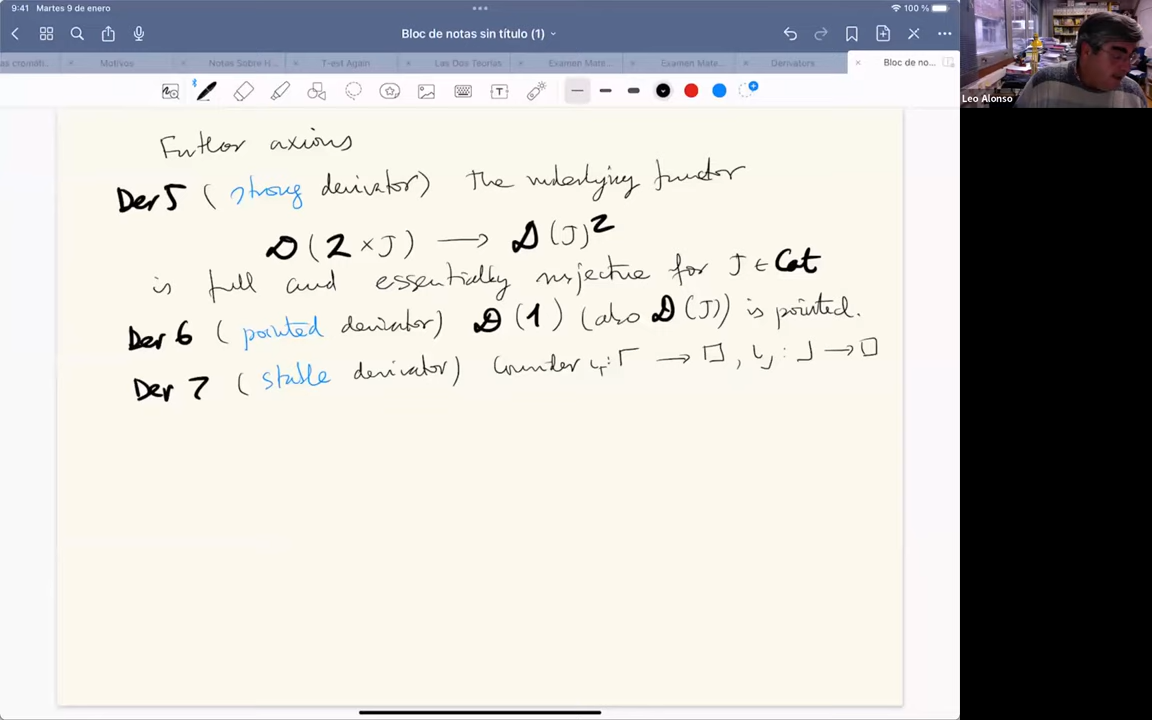 9:41 Martes 9 de enero
100 %
Bloc de notas sin título (1)
as cromáti...
Motivos
Notas Sobre H...
T-est Again
Las Dos Teorías
Examen Mate...
Examen Mate...
Derivators
Bloc de no...
Leo Alonso
Further axioms
Der 5 ( strong derivator) The underlying functor
𝔻 ( 2 × J ) ⟶ 𝔻 (J)²
is full and essentially surjective for J ∈ Cat
Der 6 ( pointed derivator) 𝔻 (1) (also 𝔻 (J)) is pointed.
Der 7 ( stable derivator) Consider ι┌ : ┌ → □ , ι┘ : ┘ → □